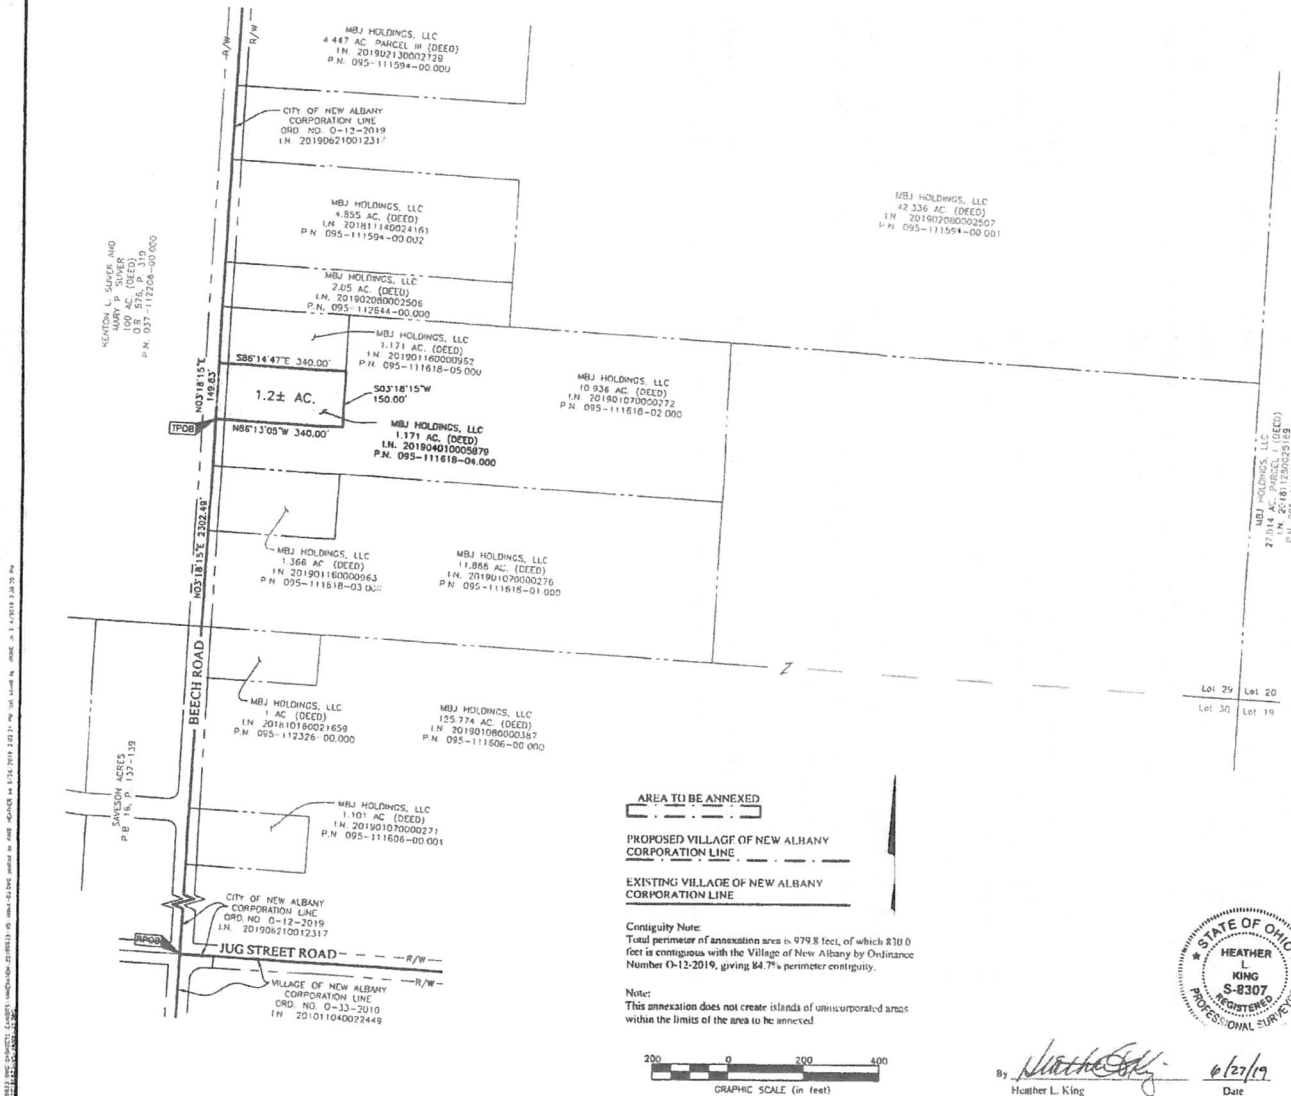 R/W
R/W
MBJ HOLDINGS, LLC
4.447 AC. PARCEL III (DEED)
I.N. 201902130002729
P.N. 095-111594-00.000
CITY OF NEW ALBANY
CORPORATION LINE
ORD NO. O-12-2019
I.N. 201906210012317
MBJ HOLDINGS, LLC
4.855 AC. (DEED)
I.N. 201811140024161
P.N. 095-111594-00.002
MBJ HOLDINGS, LLC
42.336 AC. (DEED)
I.N. 201902080002507
P.N. 095-111594-00.001
KENTON L. SUVER AND
MARY P. SUVER
100 AC. (DEED)
O.R. 576, P. 319
P.N. 037-112206-00.000
MBJ HOLDINGS, LLC
2.05 AC. (DEED)
I.N. 201902080002506
P.N. 095-112644-00.000
MBJ HOLDINGS, LLC
1.171 AC. (DEED)
I.N. 201901160000962
P.N. 095-111618-05.000
S86°14'47"E 340.00'
N03°18'15"E
149.83'
1.2± AC.
S03°18'15"W
150.00'
MBJ HOLDINGS, LLC
10.936 AC. (DEED)
I.N. 201901070000272
P.N. 095-111618-02.000
TPOB
N86°13'05"W 340.00'
MBJ HOLDINGS, LLC
1.171 AC. (DEED)
I.N. 201904010005879
P.N. 095-111618-04.000
MBJ HOLDINGS, LLC
27.014 AC. PARCEL I (DEED)
I.N. 201811280025169
N03°18'15"E 2302.49'
MBJ HOLDINGS, LLC
1.366 AC (DEED)
I.N. 201901160000963
P.N. 095-111618-03.000
MBJ HOLDINGS, LLC
11.888 AC. (DEED)
I.N. 201901070000276
P.N. 095-111618-01.000
BEECH ROAD
Z
Lot 29 Lot 20
Lot 30 Lot 19
MBJ HOLDINGS, LLC
1 AC (DEED)
I.N. 201810180021659
P.N. 095-112326-00.000
MBJ HOLDINGS, LLC
125.774 AC. (DEED)
I.N. 201901080000387
P.N. 095-111606-00.000
SAVESON ACRES
P.B. 16, P. 137-139
MBJ HOLDINGS, LLC
1.101 AC (DEED)
I.N. 201901070000271
P.N. 095-111606-00.001
CITY OF NEW ALBANY
CORPORATION LINE
ORD. NO. O-12-2019
I.N. 201906210012317
JUG STREET ROAD
R/W
R/W
VILLAGE OF NEW ALBANY
CORPORATION LINE
ORD. NO. O-33-2010
I.N. 201011040022449
AREA TO BE ANNEXED
PROPOSED VILLAGE OF NEW ALBANY
CORPORATION LINE
EXISTING VILLAGE OF NEW ALBANY
CORPORATION LINE
Contiguity Note:
Total perimeter of annexation area is 979.8 feet, of which 830.0
feet is contiguous with the Village of New Albany by Ordinance
Number O-12-2019, giving 84.7% perimeter contiguity.
Note:
This annexation does not create islands of unincorporated areas
within the limits of the area to be annexed
200 0 200 400
GRAPHIC SCALE (in feet)
STATE OF OHIO
HEATHER
L.
KING
S-8307
REGISTERED
PROFESSIONAL SURVEYOR
By
6/27/19
Heather L. King
Date